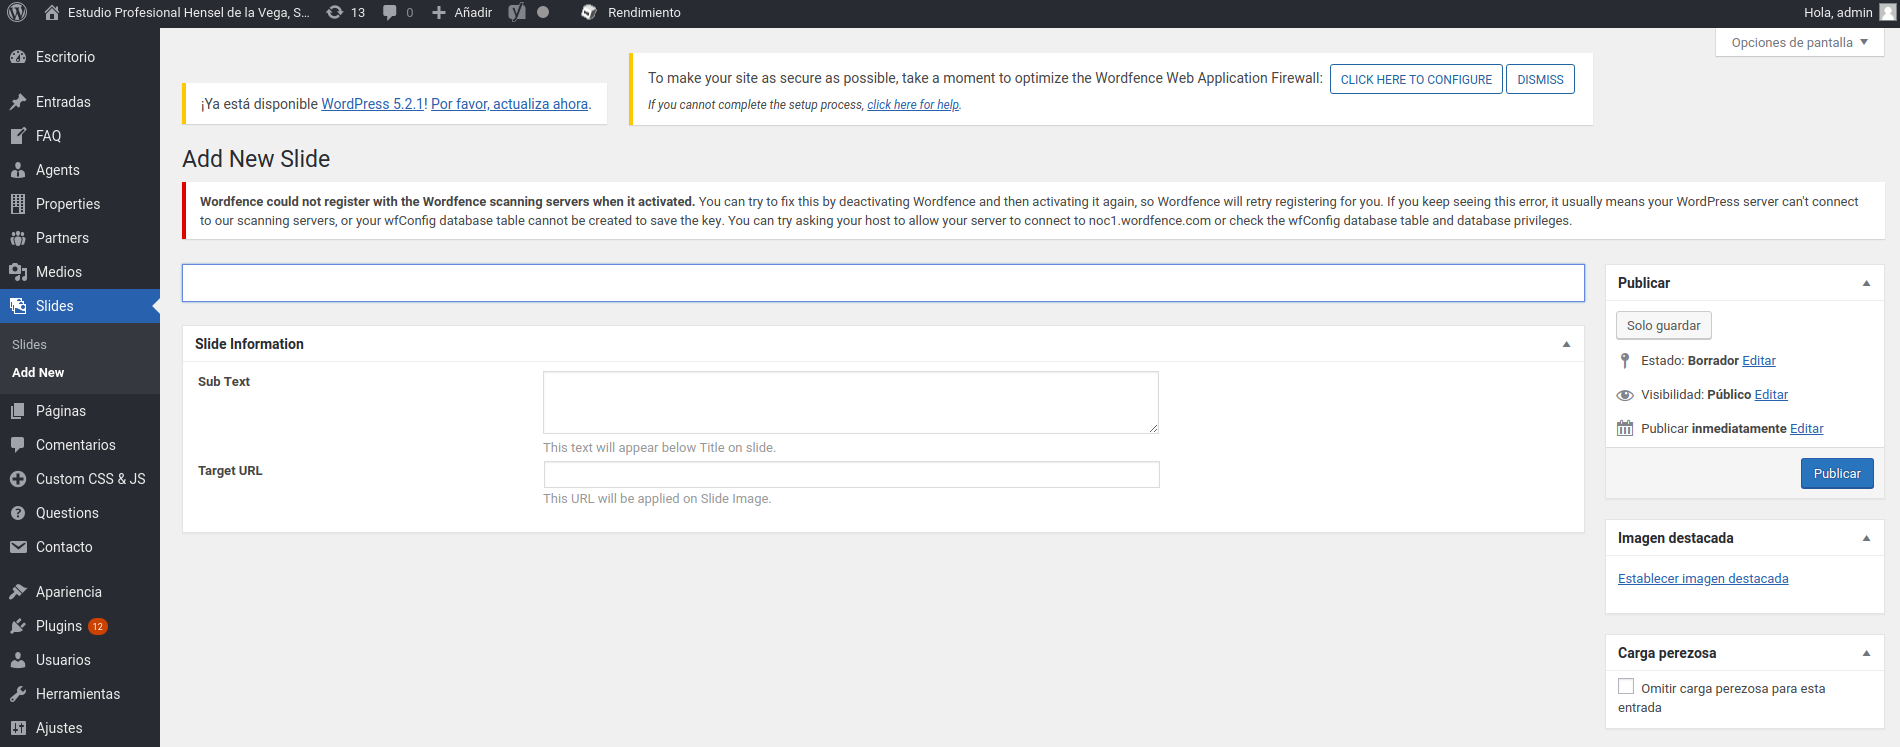 Estudio Profesional Hensel de la Vega, S...
13
0
Añadir
Rendimiento
Hola, admin
Opciones de pantalla
Escritorio
Entradas
FAQ
Agents
Properties
Partners
Medios
Slides
Slides
Add New
Páginas
Comentarios
Custom CSS & JS
Questions
Contacto
Apariencia
Plugins 12
Usuarios
Herramientas
Ajustes
¡Ya está disponible WordPress 5.2.1! Por favor, actualiza ahora.
To make your site as secure as possible, take a moment to optimize the Wordfence Web Application Firewall: CLICK HERE TO CONFIGURE DISMISS
If you cannot complete the setup process, click here for help.
Add New Slide
Wordfence could not register with the Wordfence scanning servers when it activated. You can try to fix this by deactivating Wordfence and then activating it again, so Wordfence will retry registering for you. If you keep seeing this error, it usually means your WordPress server can't connect
to our scanning servers, or your wfConfig database table cannot be created to save the key. You can try asking your host to allow your server to connect to noc1.wordfence.com or check the wfConfig database table and database privileges.
Slide Information
Sub Text
This text will appear below Title on slide.
Target URL
This URL will be applied on Slide Image.
Publicar
Solo guardar
Estado: Borrador Editar
Visibilidad: Público Editar
Publicar inmediatamente Editar
Publicar
Imagen destacada
Establecer imagen destacada
Carga perezosa
Omitir carga perezosa para esta
entrada